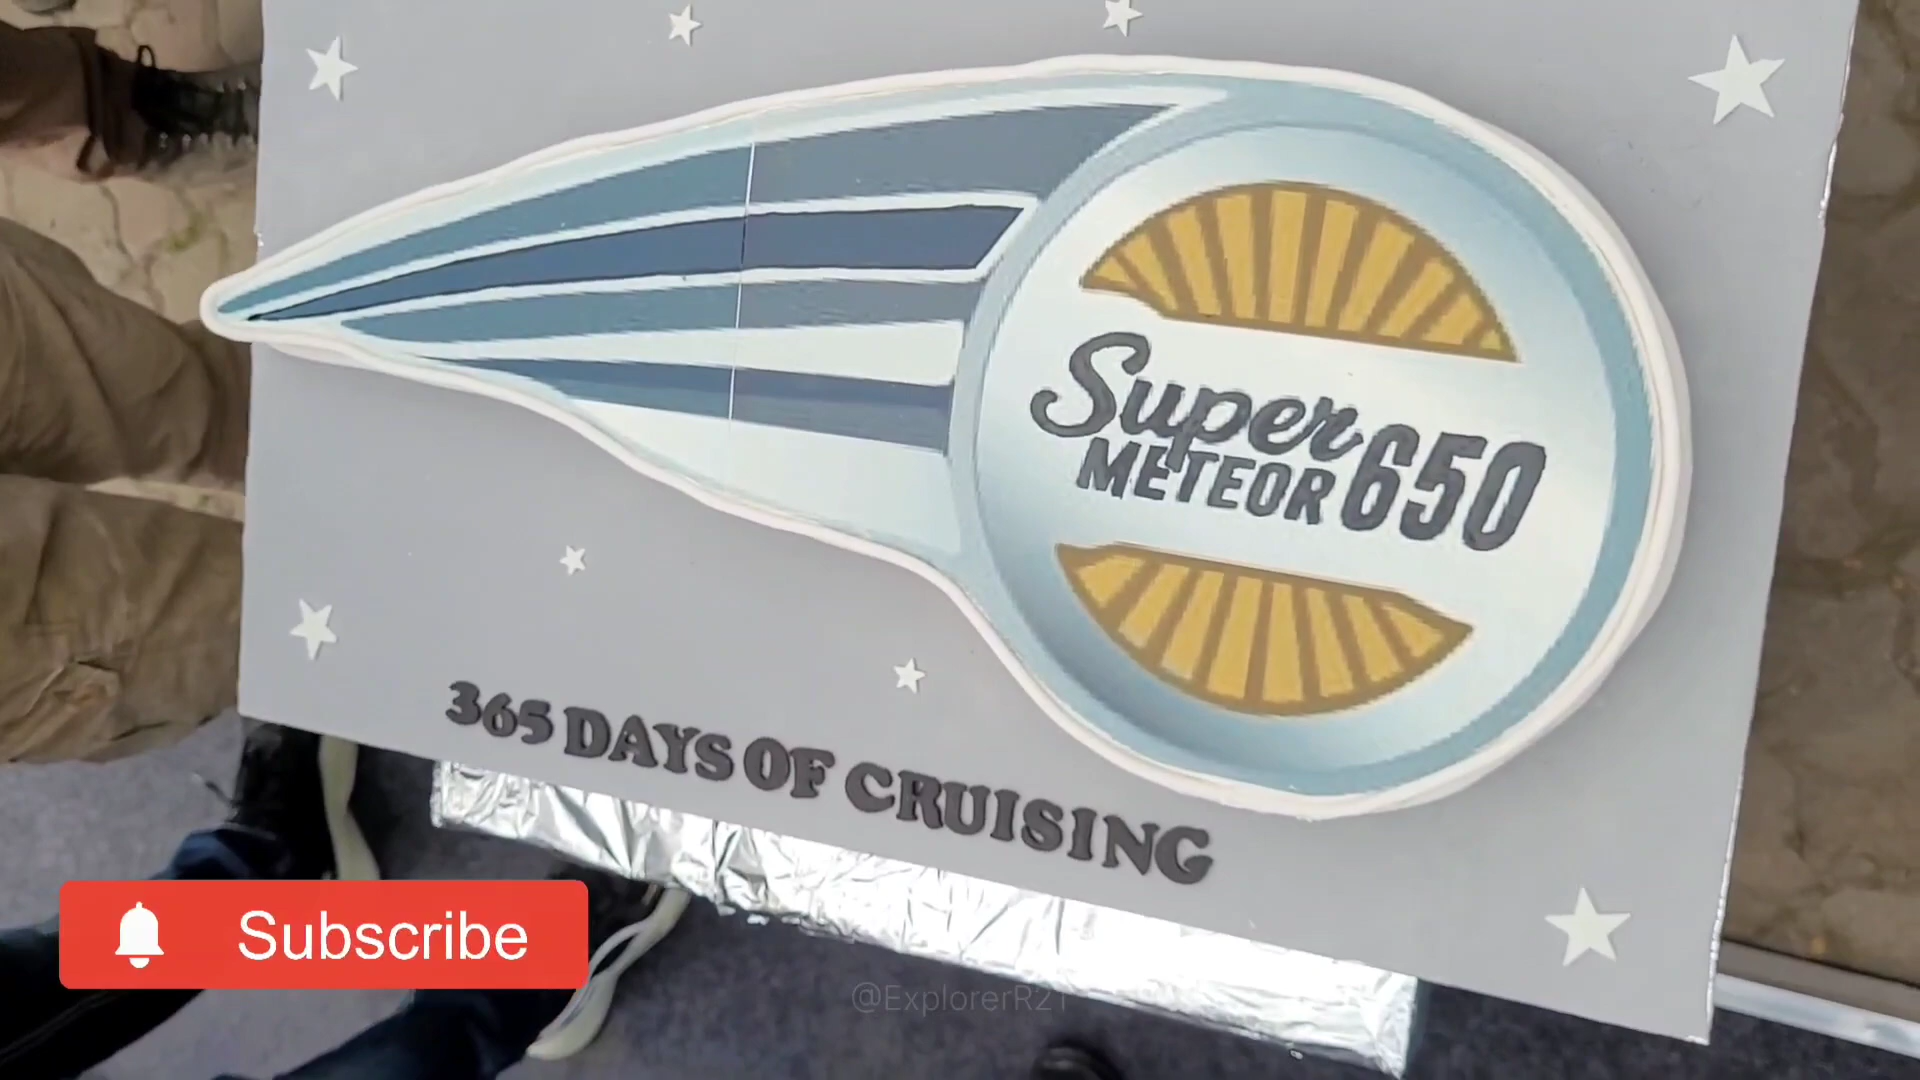 Super
METEOR 650
365 DAYS OF CRUISING
Subscribe
@ExplorerR21